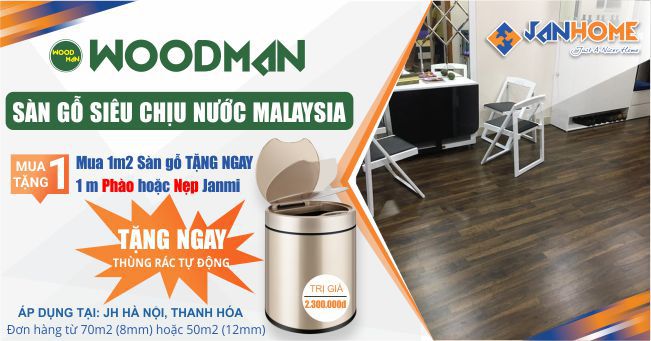 WOOD
MAN
WOODMAN
JANHOME
Just A Nicer Home
SÀN GỖ SIÊU CHỊU NƯỚC MALAYSIA
MUA
TẶNG
1
Mua 1m2 Sàn gỗ TẶNG NGAY
1 m Phào hoặc Nẹp Janmi
TẶNG NGAY
THÙNG RÁC TỰ ĐỘNG
TRỊ GIÁ
2.300.000đ
ÁP DỤNG TẠI: JH HÀ NỘI, THANH HÓA
Đơn hàng từ 70m2 (8mm) hoặc 50m2 (12mm)